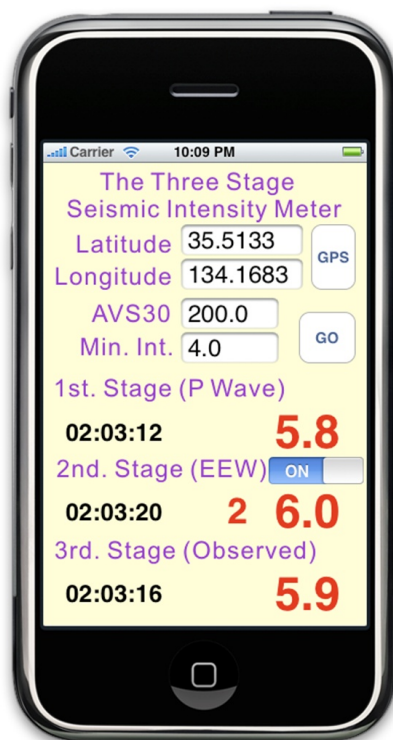 Carrier 10:09 PM
The Three Stage
Seismic Intensity Meter
Latitude 35.5133
Longitude 134.1683
GPS
AVS30 200.0
Min. Int. 4.0
GO
1st. Stage (P Wave)
02:03:12 5.8
2nd. Stage (EEW) ON
02:03:20 2 6.0
3rd. Stage (Observed)
02:03:16 5.9